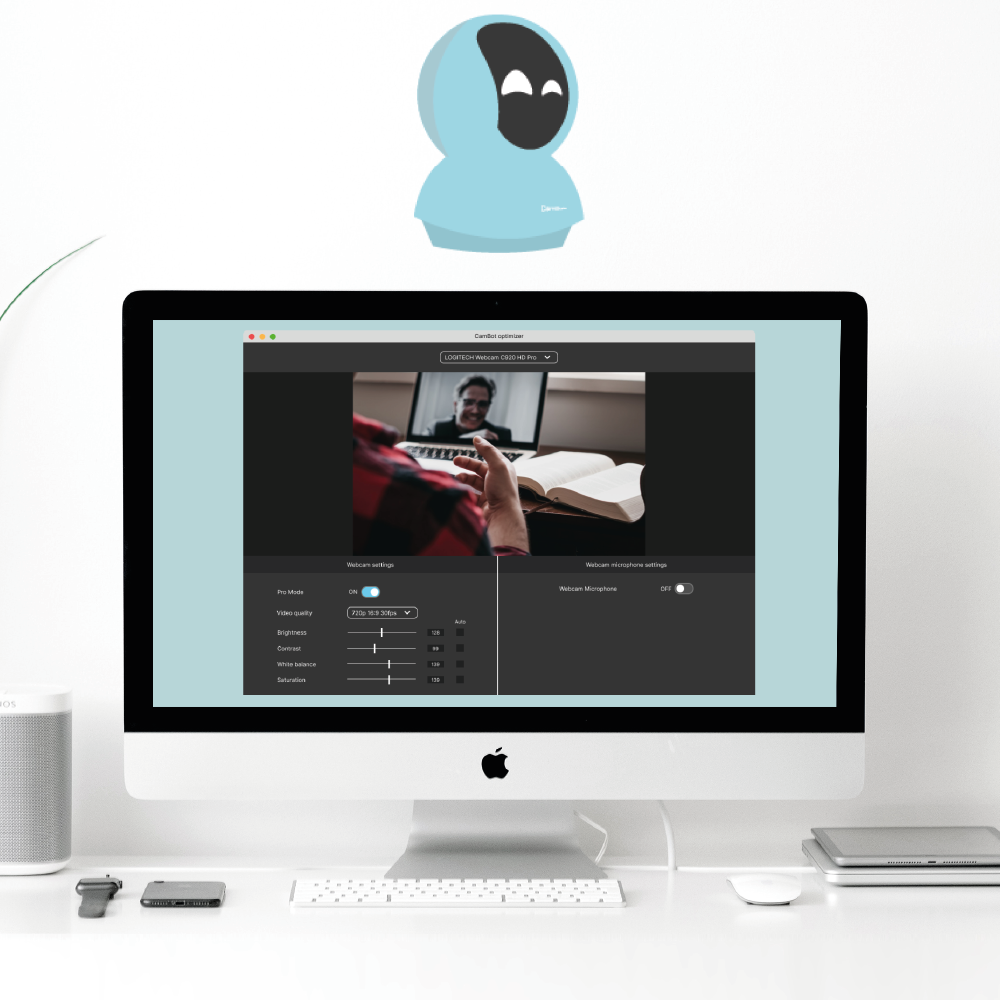 CamBot optimizer
LOGITECH Webcam C920 HD Pro
Webcam settings
Webcam microphone settings
Pro Mode ON
Webcam Microphone OFF
Video quality 720p 16:9 30fps
Auto
Brightness 128
Contrast 99
White balance 139
Saturation 139